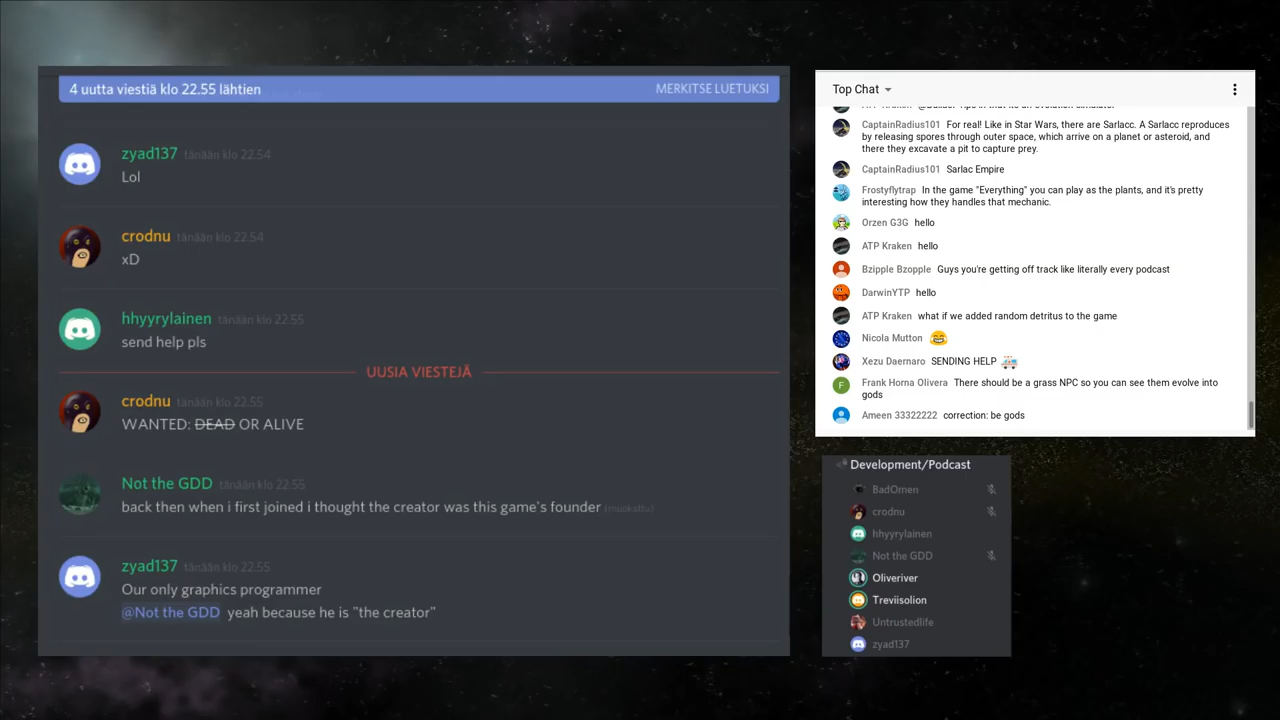 4 uutta viestiä klo 22.55 lähtien
MERKITSE LUETUKSI
zyad137 tänään klo 22.54
Lol
crodnu tänään klo 22.54
xD
hhyyrylainen tänään klo 22.55
send help pls
UUSIA VIESTEJÄ
crodnu tänään klo 22.55
WANTED: DEAD OR ALIVE
Not the GDD tänään klo 22.55
back then when i first joined i thought the creator was this game's founder (muokattu)
zyad137 tänään klo 22.55
Our only graphics programmer
@Not the GDD yeah because he is "the creator"
Top Chat
CaptainRadius101 For real! Like in Star Wars, there are Sarlacc. A Sarlacc reproduces
by releasing spores through outer space, which arrive on a planet or asteroid, and
there they excavate a pit to capture prey.
CaptainRadius101 Sarlac Empire
Frostyflytrap In the game "Everything" you can play as the plants, and it's pretty
interesting how they handles that mechanic.
Orzen G3G hello
ATP Kraken hello
Bzipple Bzopple Guys you're getting off track like literally every podcast
DarwinYTP hello
ATP Kraken what if we added random detritus to the game
Nicola Mutton 😂
Xezu Daernaro SENDING HELP 🚑
F
Frank Horna Olivera There should be a grass NPC so you can see them evolve into
gods
Ameen 33322222 correction: be gods
Development/Podcast
BadOmen
crodnu
hhyyrylainen
Not the GDD
Oliveriver
Treviisolion
Untrustedlife
zyad137